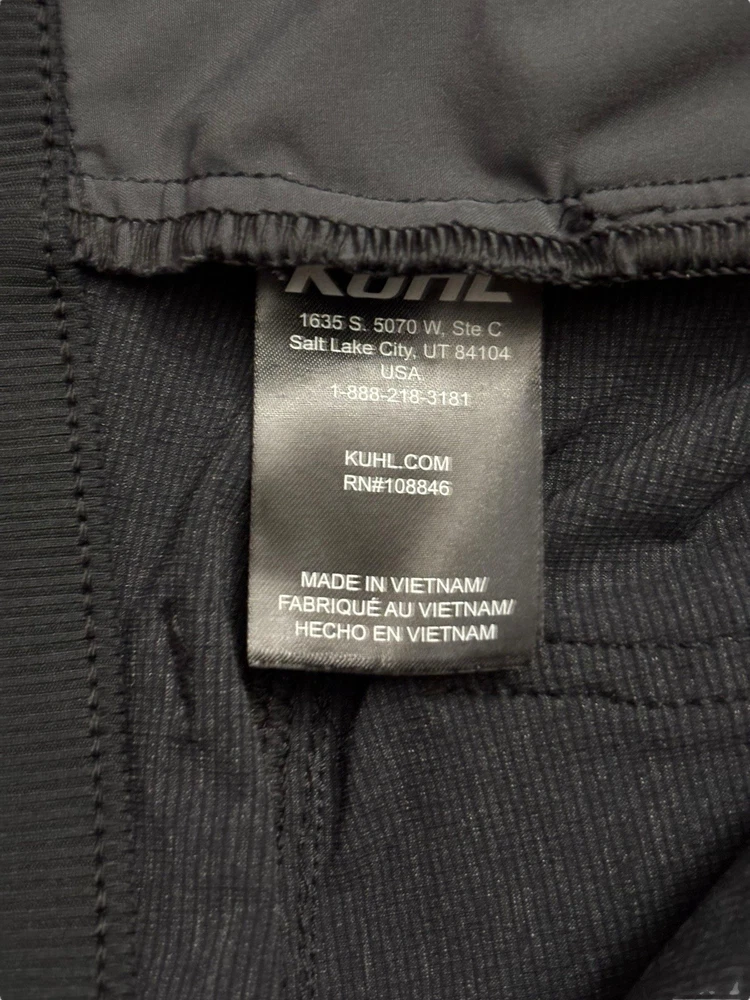 KUHL
1635 S. 5070 W, Ste C
Salt Lake City, UT 84104
USA
1-888-218-3181
KUHL.COM
RN#108846
MADE IN VIETNAM/
FABRIQUÉ AU VIETNAM/
HECHO EN VIETNAM